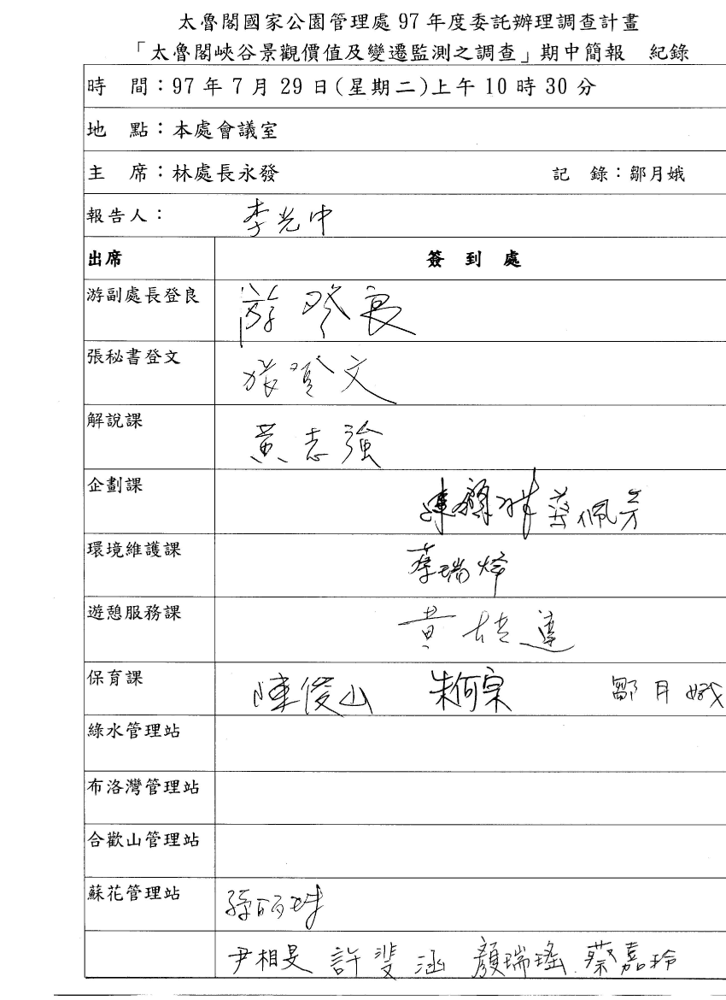 太魯閣國家公園管理處 97 年度委託辦理調查計畫
「太魯閣峽谷景觀價值及變遷監測之調查」期中簡報 紀錄
時 間：97 年 7 月 29 日(星期二)上午 10 時 30 分
地 點：本處會議室
主 席：林處長永發 記 錄：鄒月娥
報告人： 李光中
出席 簽 到 處
游副處長登良 游登良
張秘書登文 張登文
解說課 黃志強
企劃課 蔡佩芳
環境維護課 蔡瑞烽
遊憩服務課 黃
保育課 陳俊山 朱何宗 鄒月娥
綠水管理站
布洛灣管理站
合歡山管理站
蘇花管理站 孫麗珠
尹相旻 許斐涵 顏瑞瑤 蔡嘉玲